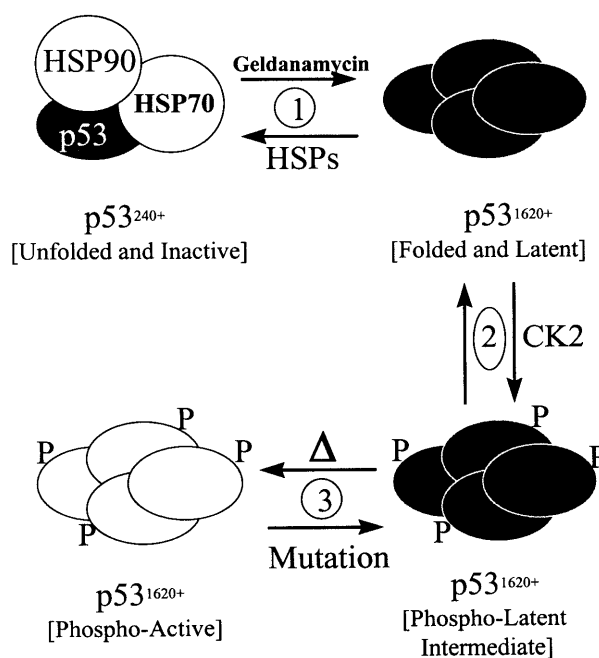 HSP90
HSP70
p53
Geldanamycin
1
HSPs
p53240+
[Unfolded and Inactive]
p531620+
[Folded and Latent]
2
CK2
P
P
P
P
Δ
3
Mutation
P
P
P
P
p531620+
[Phospho-Active]
p531620+
[Phospho-Latent
Intermediate]